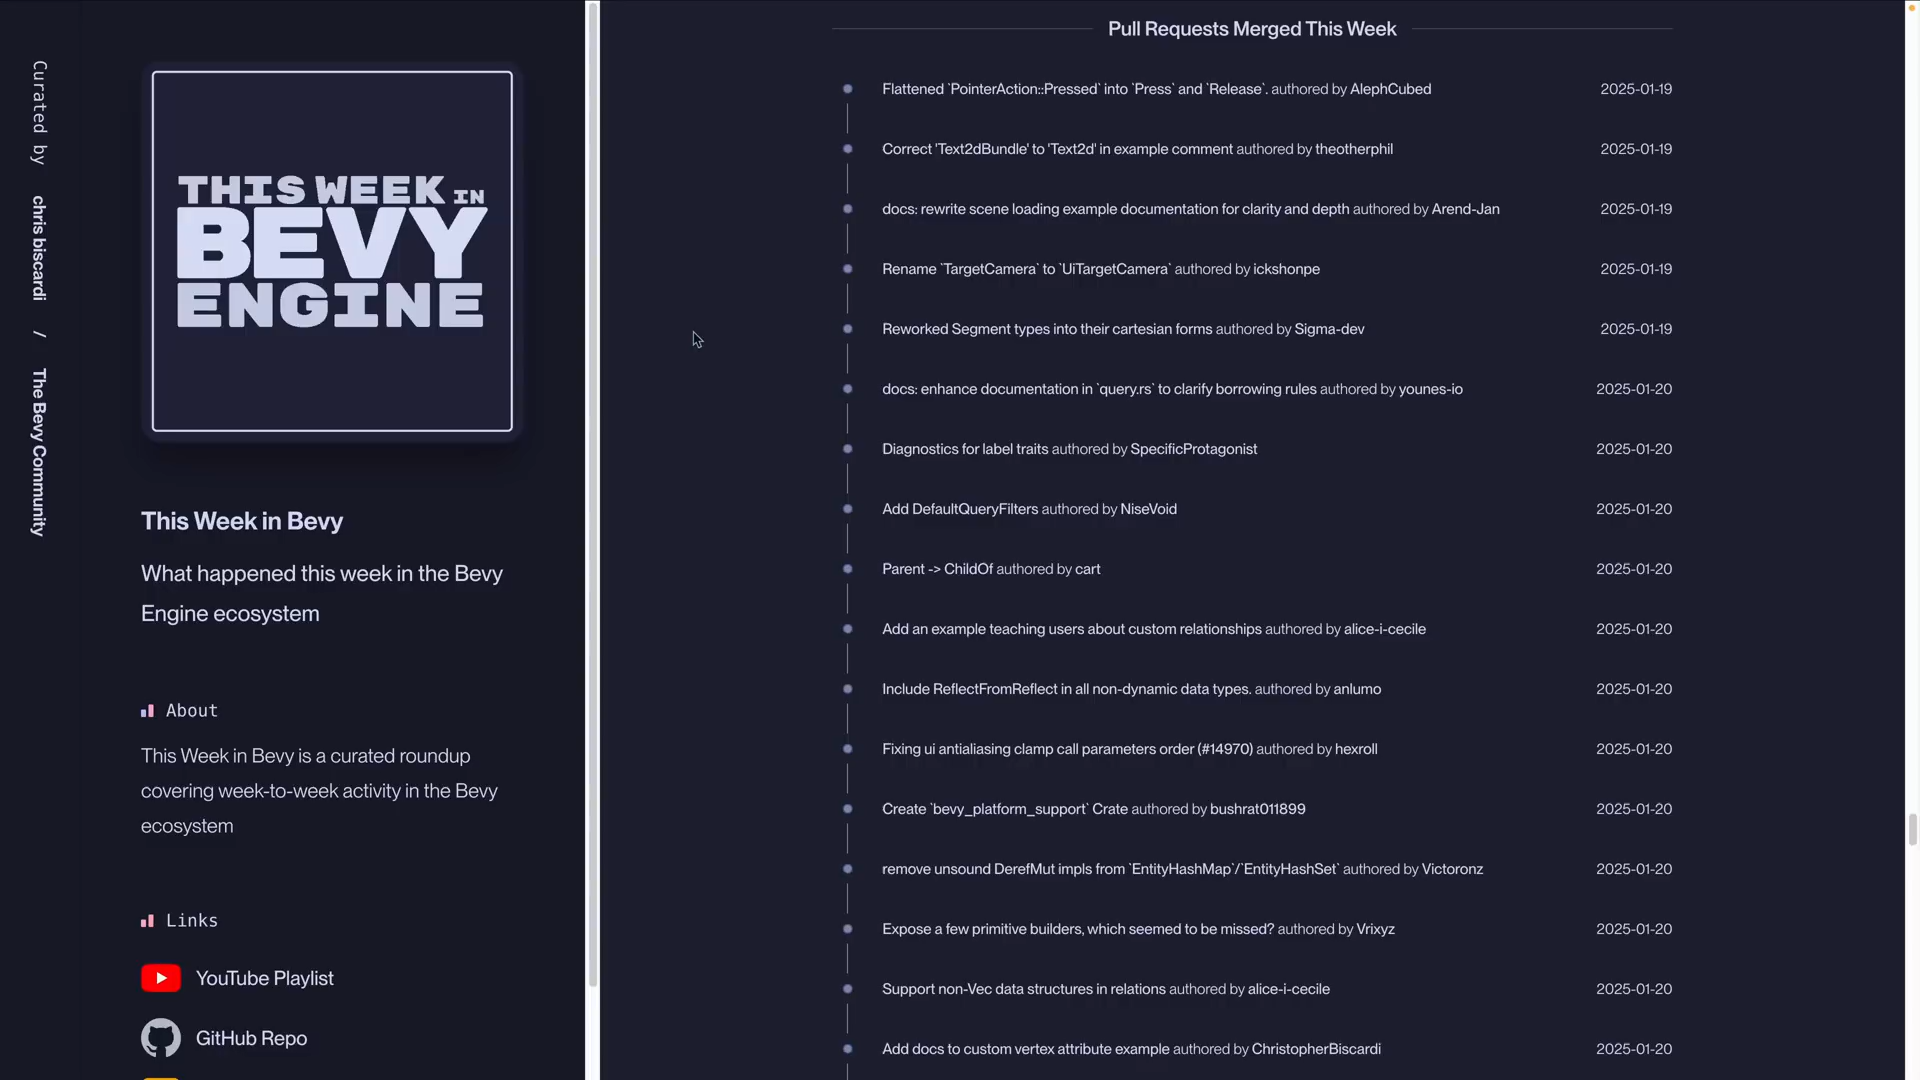 Curated by chris biscardi / The Bevy Community
THIS WEEK IN
BEVY
ENGINE
This Week in Bevy
What happened this week in the Bevy
Engine ecosystem
About
This Week in Bevy is a curated roundup
covering week-to-week activity in the Bevy
ecosystem
Links
YouTube Playlist
GitHub Repo
Pull Requests Merged This Week
Flattened `PointerAction::Pressed` into `Press` and `Release`. authored by AlephCubed 2025-01-19
Correct 'Text2dBundle' to 'Text2d' in example comment authored by theotherphil 2025-01-19
docs: rewrite scene loading example documentation for clarity and depth authored by Arend-Jan 2025-01-19
Rename `TargetCamera` to `UiTargetCamera` authored by ickshonpe 2025-01-19
Reworked Segment types into their cartesian forms authored by Sigma-dev 2025-01-19
docs: enhance documentation in `query.rs` to clarify borrowing rules authored by younes-io 2025-01-20
Diagnostics for label traits authored by SpecificProtagonist 2025-01-20
Add DefaultQueryFilters authored by NiseVoid 2025-01-20
Parent -> ChildOf authored by cart 2025-01-20
Add an example teaching users about custom relationships authored by alice-i-cecile 2025-01-20
Include ReflectFromReflect in all non-dynamic data types. authored by anlumo 2025-01-20
Fixing ui antialiasing clamp call parameters order (#14970) authored by hexroll 2025-01-20
Create `bevy_platform_support` Crate authored by bushrat011899 2025-01-20
remove unsound DerefMut impls from `EntityHashMap`/`EntityHashSet` authored by Victoronz 2025-01-20
Expose a few primitive builders, which seemed to be missed? authored by Vrixyz 2025-01-20
Support non-Vec data structures in relations authored by alice-i-cecile 2025-01-20
Add docs to custom vertex attribute example authored by ChristopherBiscardi 2025-01-20